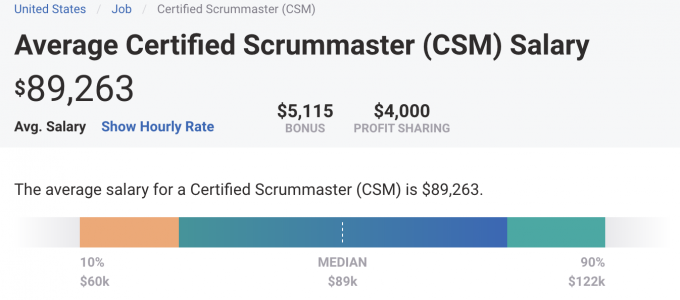 United States / Job / Certified Scrummaster (CSM)
Average Certified Scrummaster (CSM) Salary
$89,263
$5,115 $4,000
Avg. Salary Show Hourly Rate BONUS PROFIT SHARING
The average salary for a Certified Scrummaster (CSM) is $89,263.
10% MEDIAN 90%
$60k $89k $122k